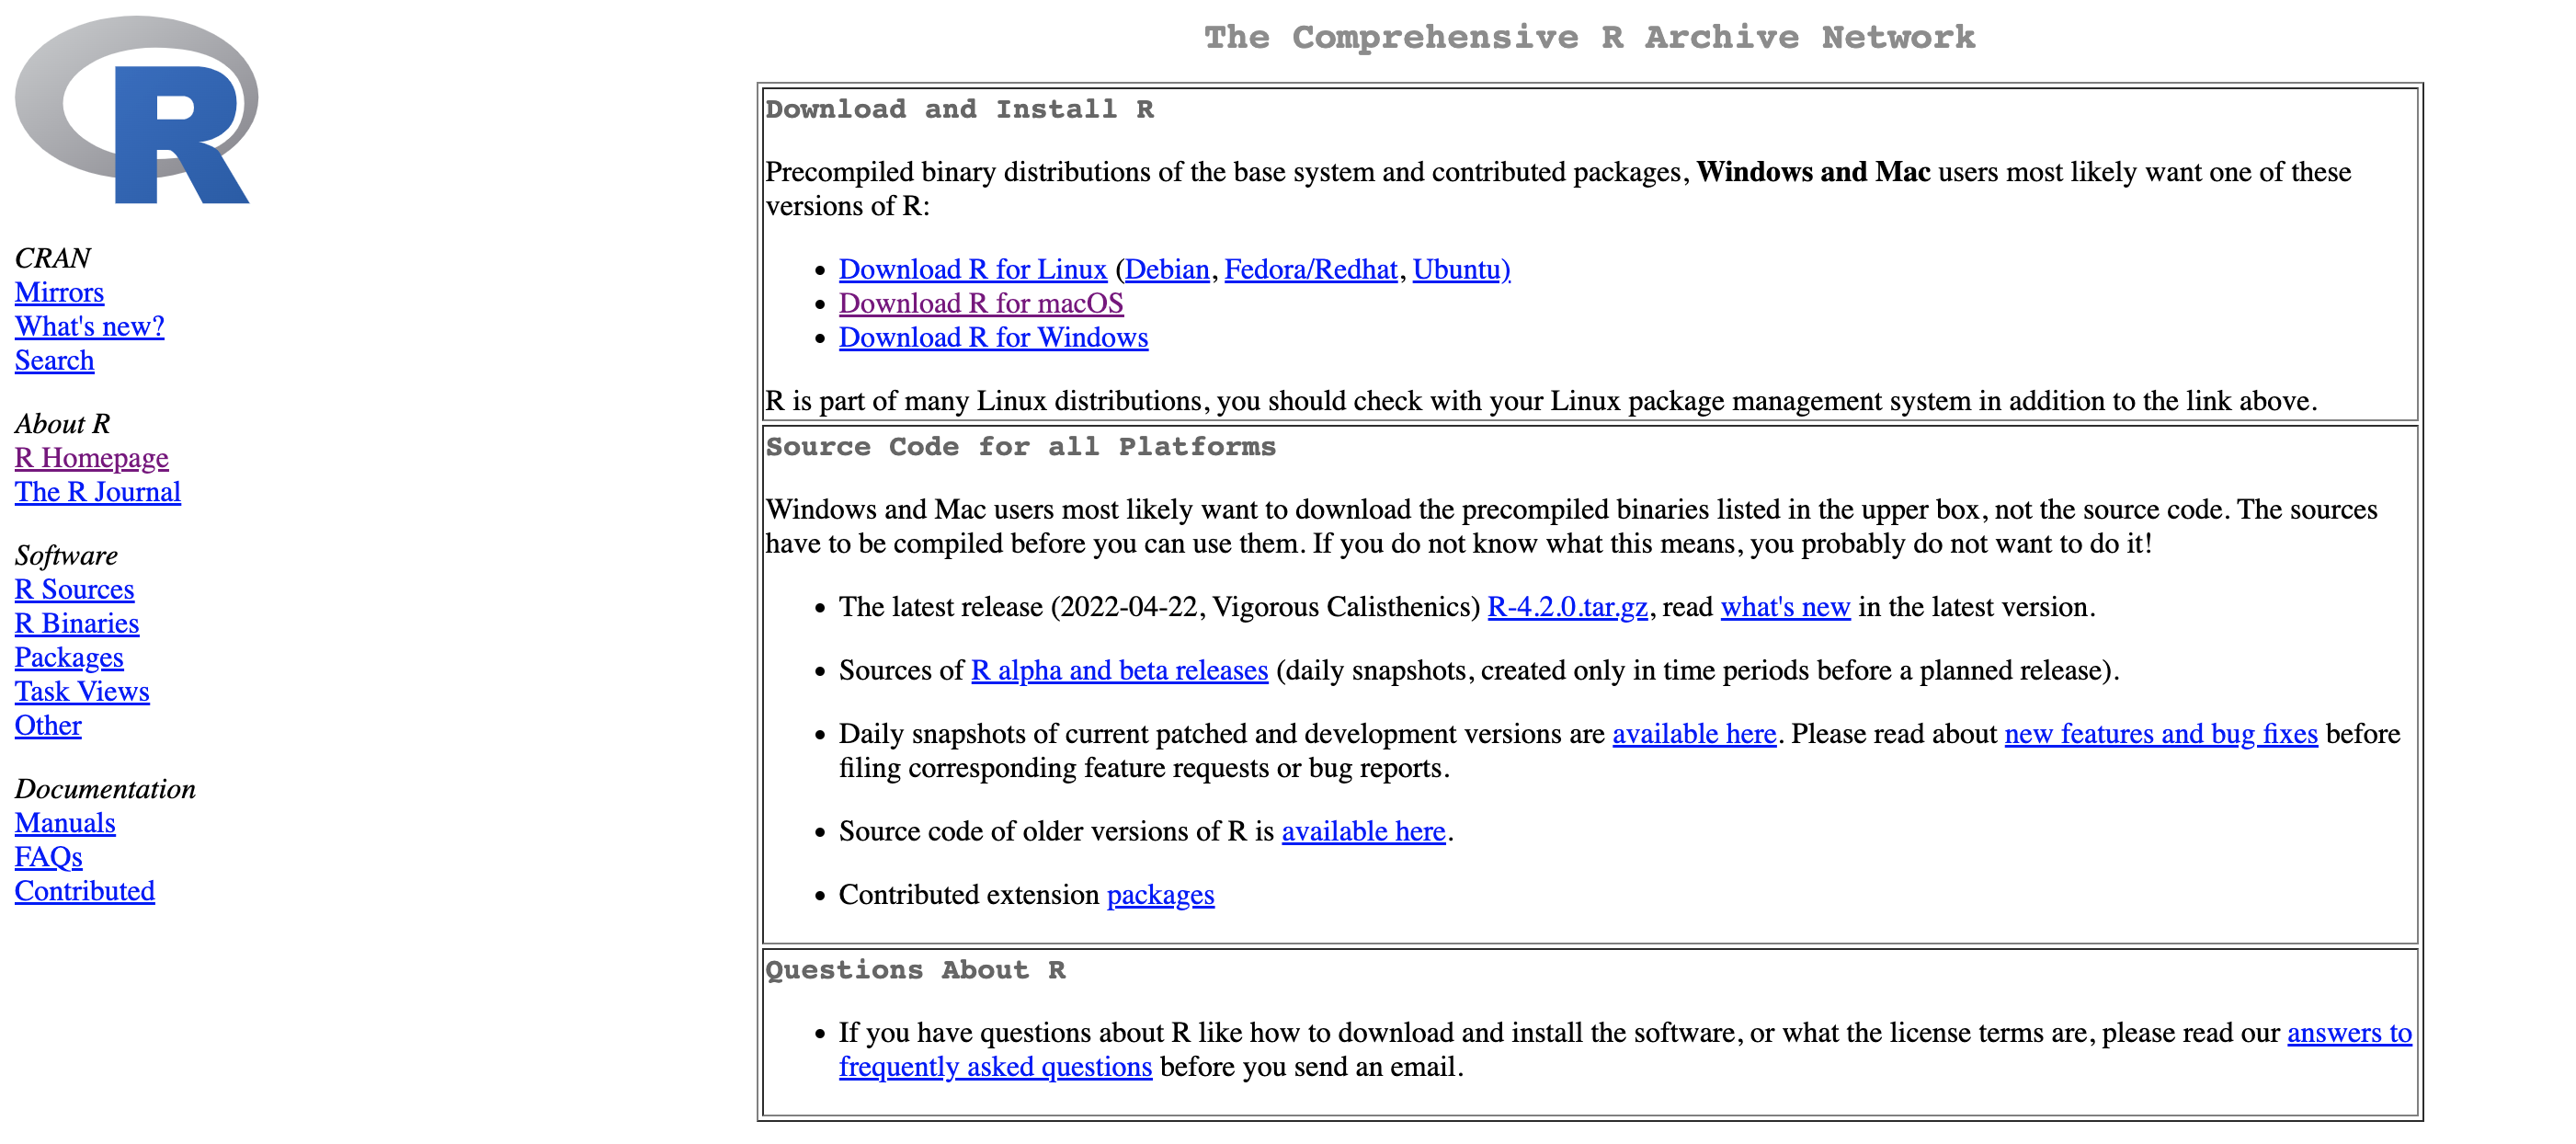 R
CRAN
Mirrors
What's new?
Search
About R
R Homepage
The R Journal
Software
R Sources
R Binaries
Packages
Task Views
Other
Documentation
Manuals
FAQs
Contributed
The Comprehensive R Archive Network
Download and Install R
Precompiled binary distributions of the base system and contributed packages, Windows and Mac users most likely want one of these
versions of R:
• Download R for Linux (Debian, Fedora/Redhat, Ubuntu)
• Download R for macOS
• Download R for Windows
R is part of many Linux distributions, you should check with your Linux package management system in addition to the link above.
Source Code for all Platforms
Windows and Mac users most likely want to download the precompiled binaries listed in the upper box, not the source code. The sources
have to be compiled before you can use them. If you do not know what this means, you probably do not want to do it!
• The latest release (2022-04-22, Vigorous Calisthenics) R-4.2.0.tar.gz, read what's new in the latest version.
• Sources of R alpha and beta releases (daily snapshots, created only in time periods before a planned release).
• Daily snapshots of current patched and development versions are available here. Please read about new features and bug fixes before
filing corresponding feature requests or bug reports.
• Source code of older versions of R is available here.
• Contributed extension packages
Questions About R
• If you have questions about R like how to download and install the software, or what the license terms are, please read our answers to
frequently asked questions before you send an email.